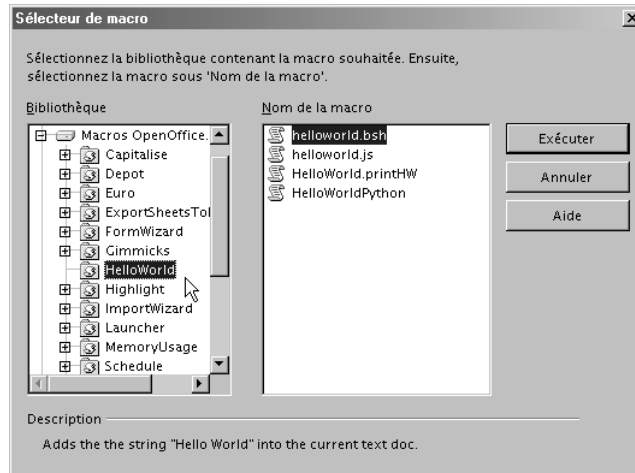 Sélecteur de macro
Sélectionnez la bibliothèque contenant la macro souhaitée. Ensuite,
sélectionnez la macro sous 'Nom de la macro'.
Bibliothèque
Nom de la macro
Macros OpenOffice.
Capitalise
Depot
Euro
ExportSheetsTol
FormWizard
Gimmicks
HelloWorld
Highlight
ImportWizard
Launcher
MemoryUsage
Schedule
helloworld.bsh
helloworld.js
HelloWorld.printHW
HelloWorldPython
Exécuter
Annuler
Aide
Description
Adds the the string "Hello World" into the current text doc.